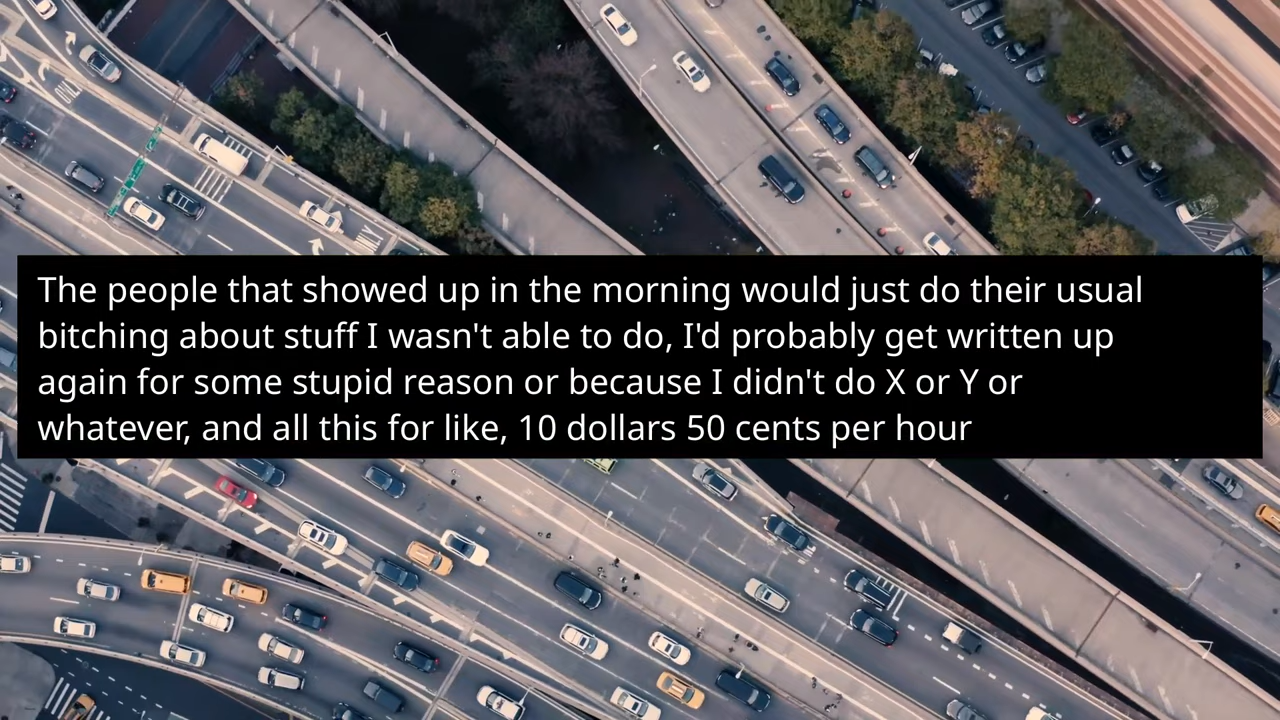 The people that showed up in the morning would just do their usual
bitching about stuff I wasn't able to do, I'd probably get written up
again for some stupid reason or because I didn't do X or Y or
whatever, and all this for like, 10 dollars 50 cents per hour